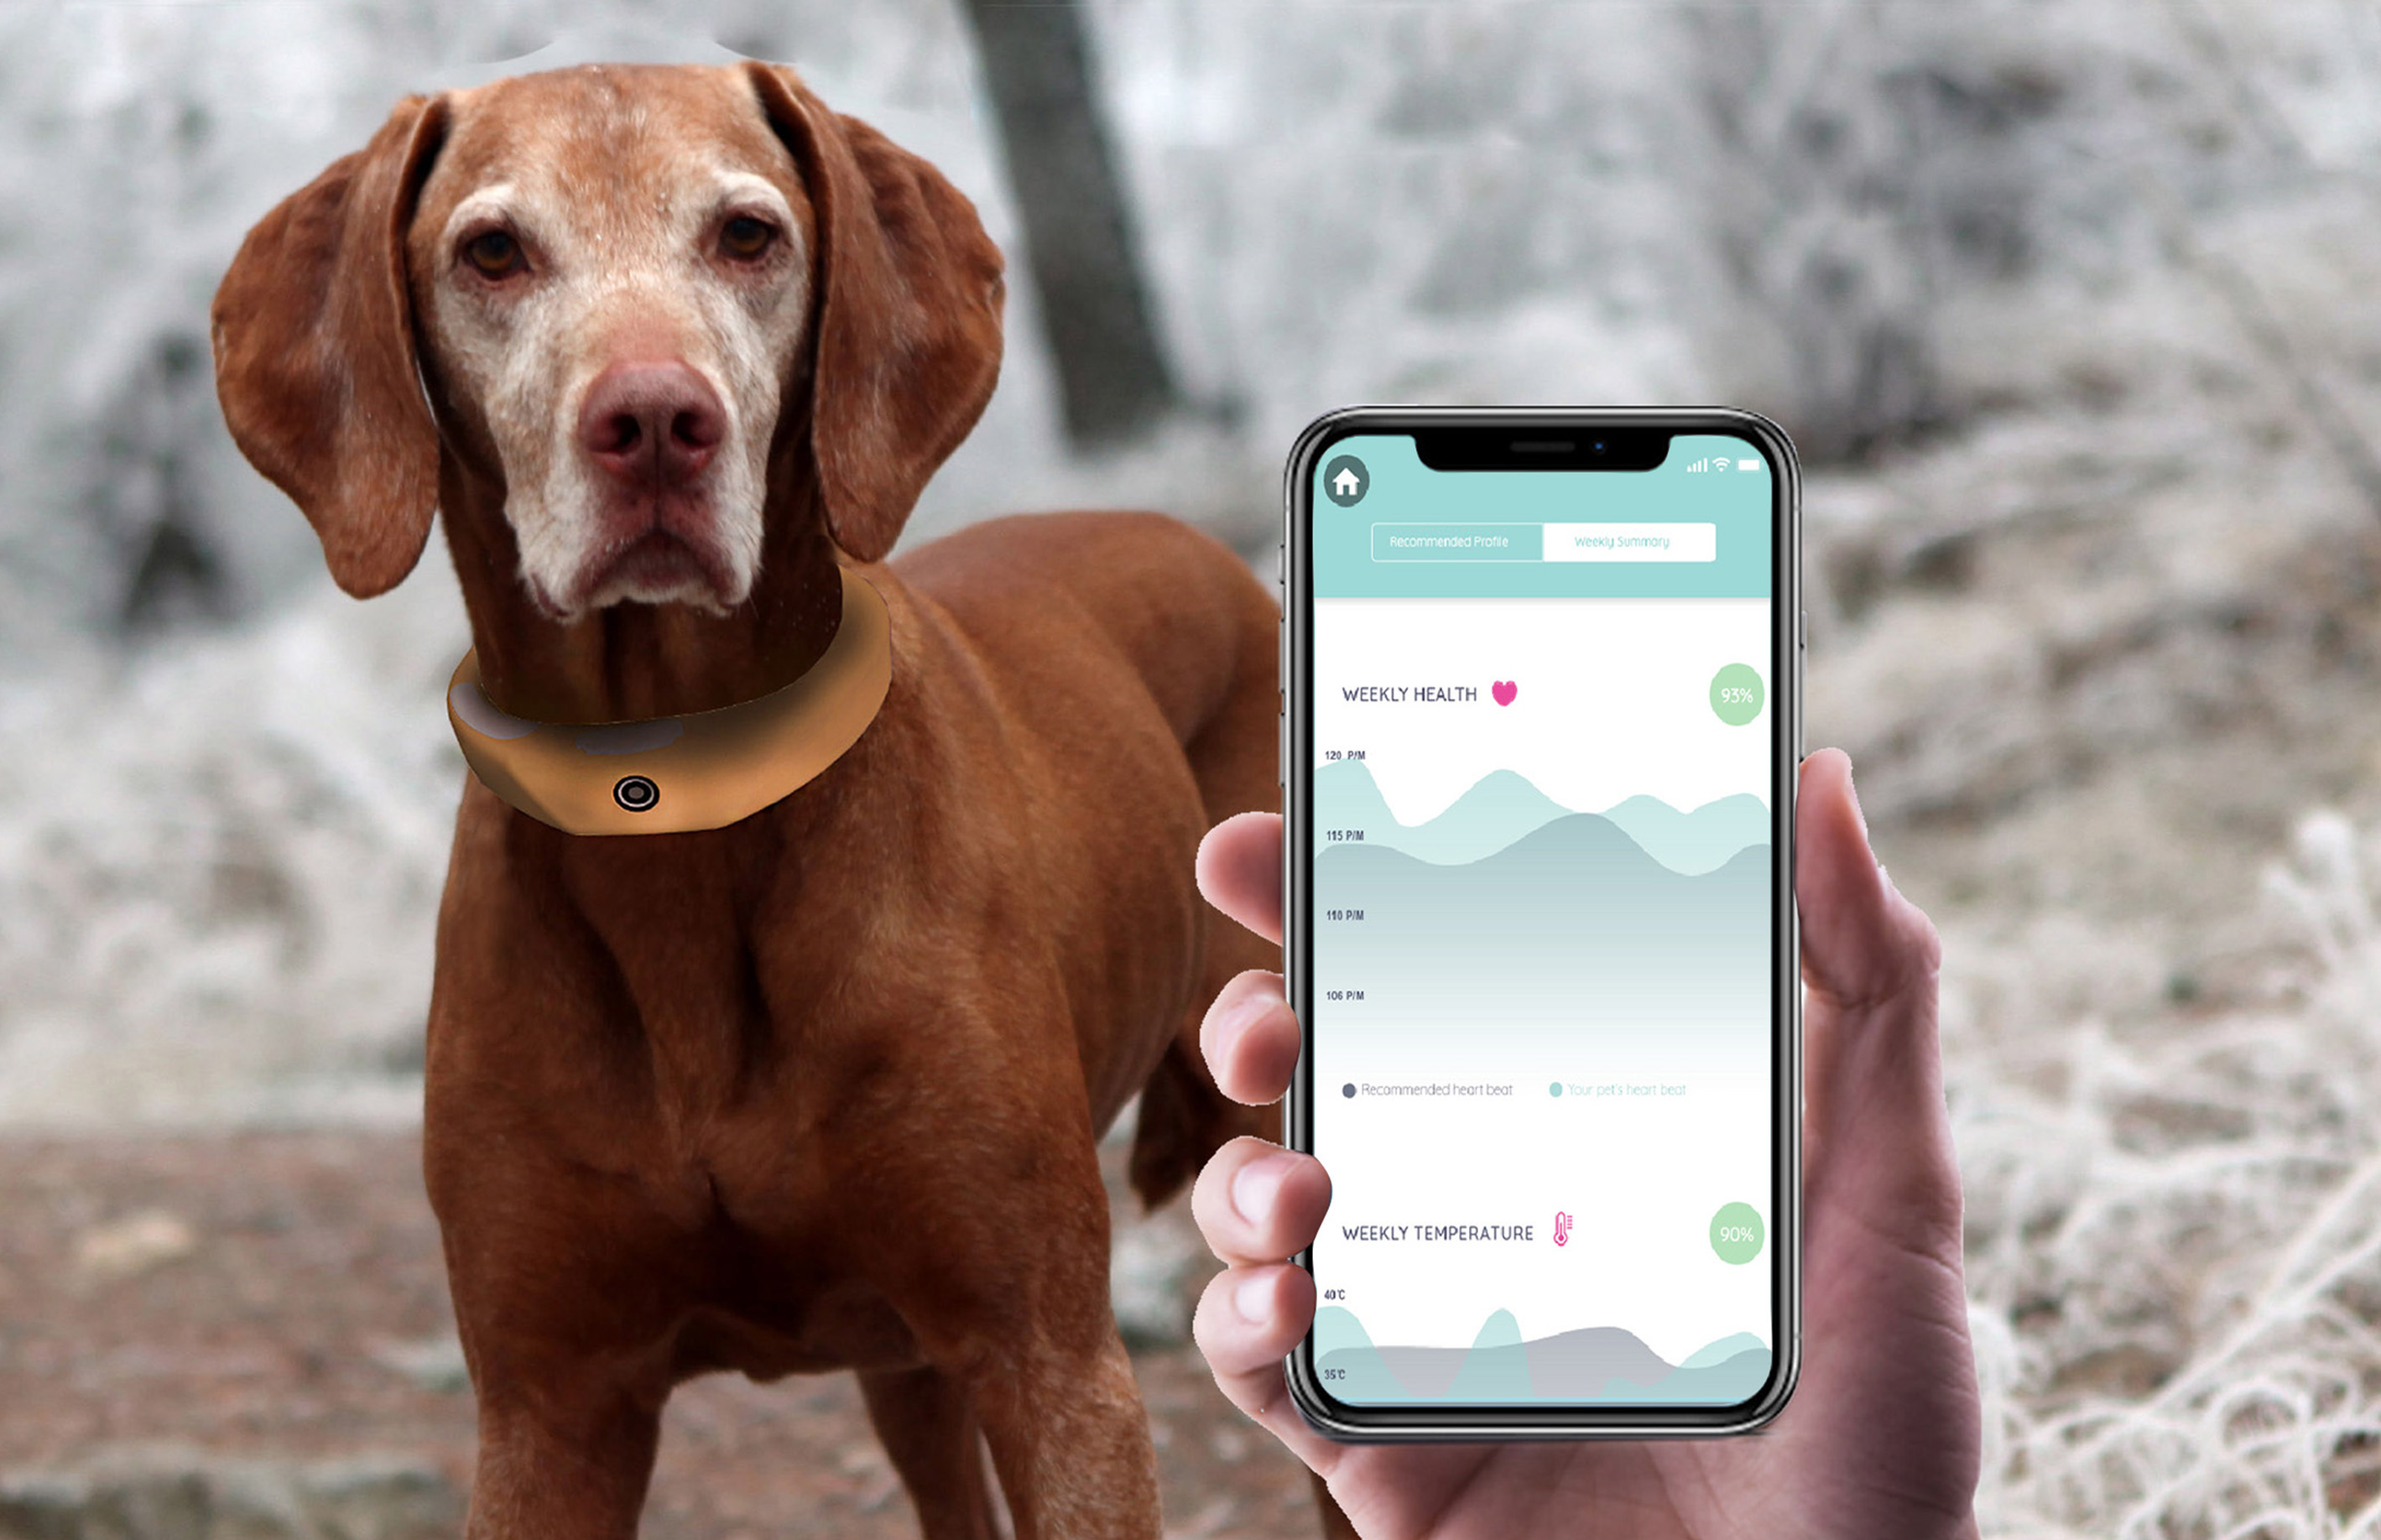 Recommended Profile
Weekly Summary
WEEKLY HEALTH
93%
120 P/M
115 P/M
110 P/M
106 P/M
Recommended heart beat
Your pet's heart beat
WEEKLY TEMPERATURE
90%
40°C
35°C